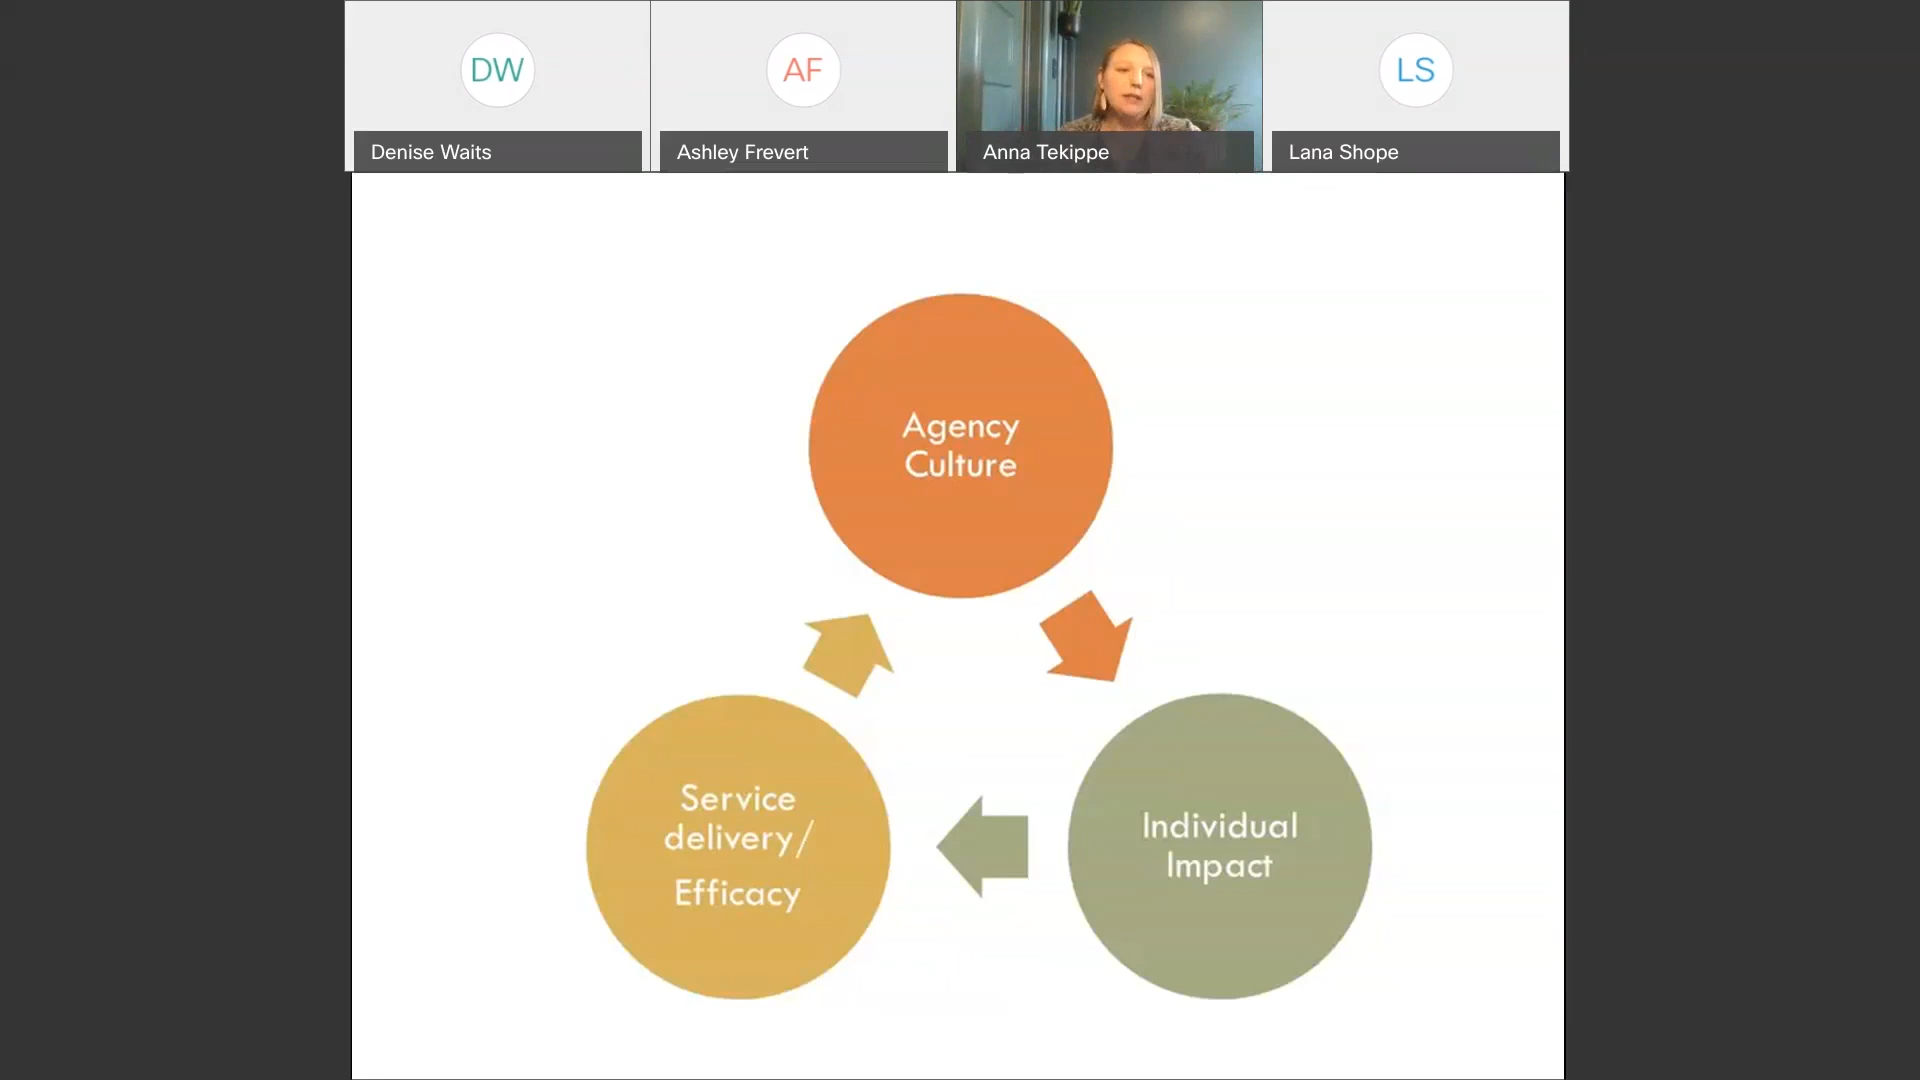 DW
AF
LS
Denise Waits
Ashley Frevert
Anna Tekippe
Lana Shope
Agency
Culture
Service
delivery/
Efficacy
Individual
Impact